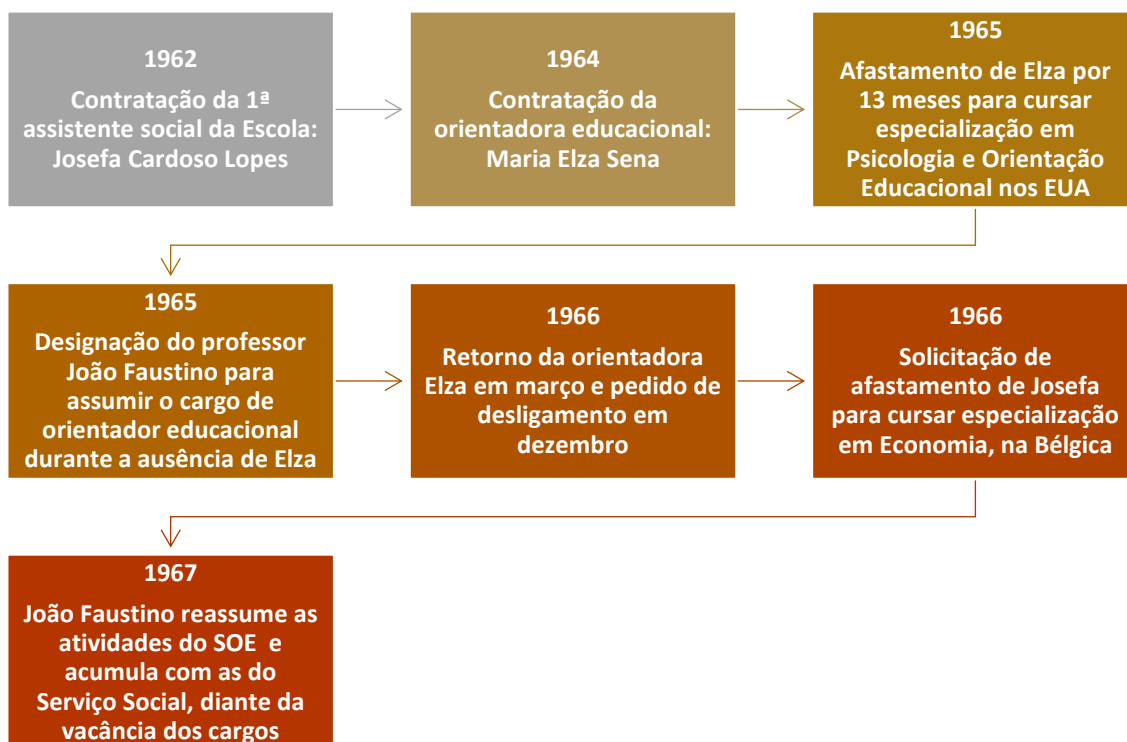 1962
Contratação da 1ª
assistente social da Escola:
Josefa Cardoso Lopes
1964
Contratação da
orientadora educacional:
Maria Elza Sena
1965
Afastamento de Elza por
13 meses para cursar
especialização em
Psicologia e Orientação
Educacional nos EUA
1965
Designação do professor
João Faustino para
assumir o cargo de
orientador educacional
durante a ausência de Elza
1966
Retorno da orientadora
Elza em março e pedido de
desligamento em
dezembro
1966
Solicitação de
afastamento de Josefa
para cursar especialização
em Economia, na Bélgica
1967
João Faustino reassume as
atividades do SOE e
acumula com as do
Serviço Social, diante da
vacância dos cargos